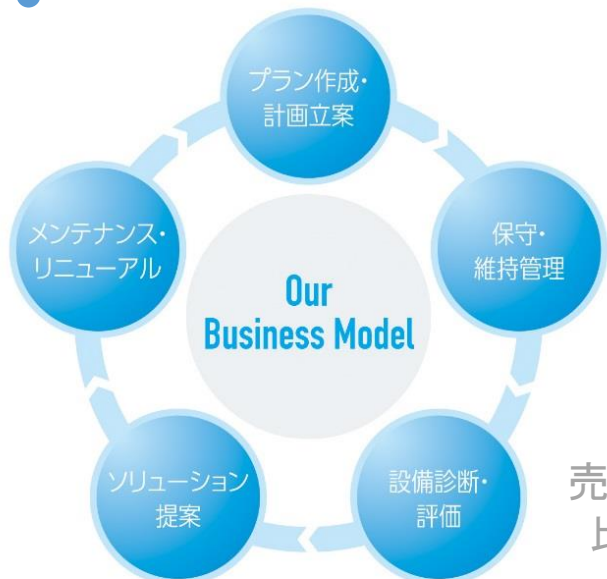 プラン作成・
計画立案
保守・
維持管理
設備診断・
評価
ソリューション
提案
メンテナンス・
リニューアル
Our
Business Model
売
比